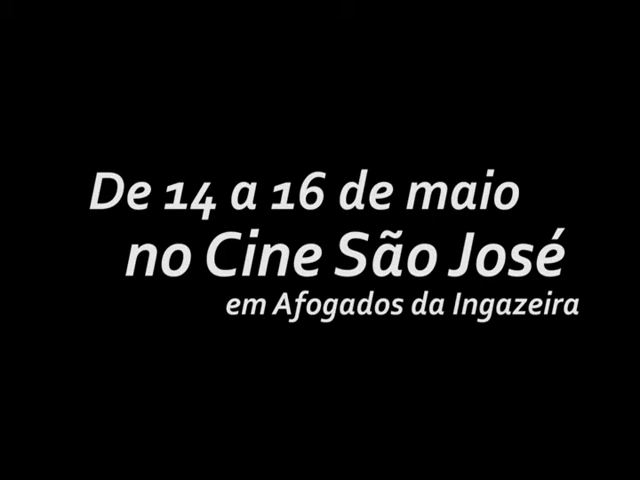 De 14 a 16 de maio
no Cine São José
em Afogados da Ingazeira